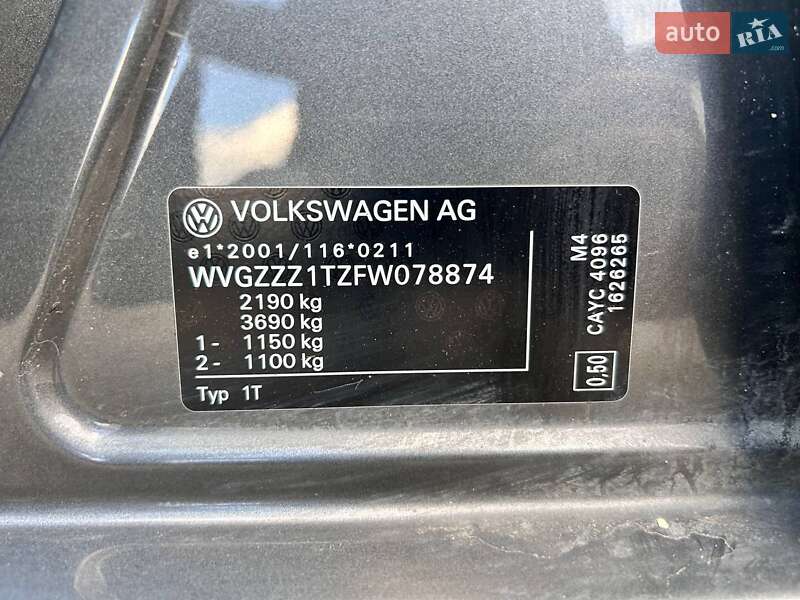 auto RIA
.com
VOLKSWAGEN AG
e1*2001/116*0211
WVGZZZ1TZFW078874
2190 kg
3690 kg
1- 1150 kg
2- 1100 kg
Typ 1T
M4
CAYC 4096
1626265
0,50